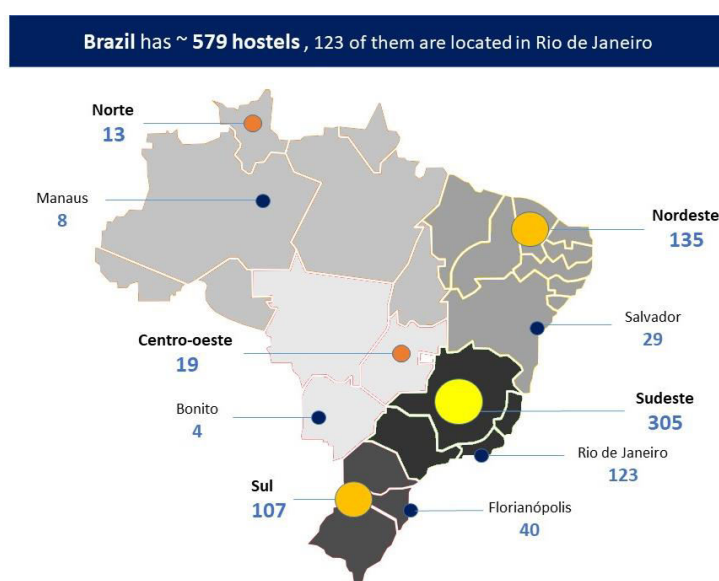 Brazil has ~ 579 hostels , 123 of them are located in Rio de Janeiro
Norte
13
Manaus
8
Nordeste
135
Salvador
29
Centro-oeste
19
Bonito
4
Sudeste
305
Rio de Janeiro
123
Sul
107
Florianópolis
40